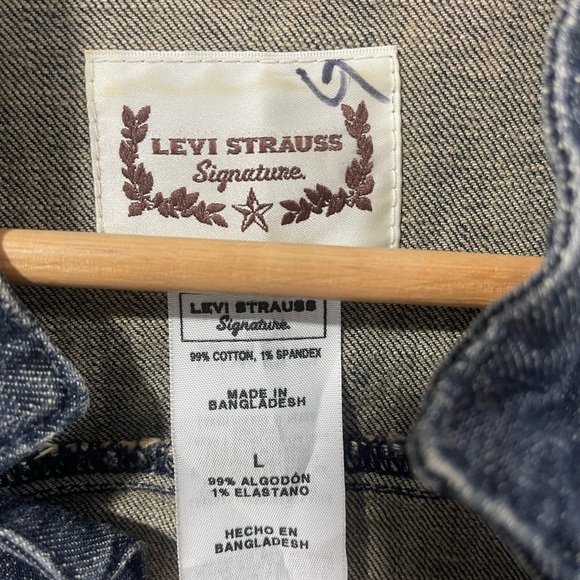 LEVI STRAUSS
Signature.
LEVI STRAUSS
Signature.
99% COTTON, 1% SPANDEX
MADE IN
BANGLADESH
L
99% ALGODÓN
1% ELASTANO
HECHO EN
BANGLADESH